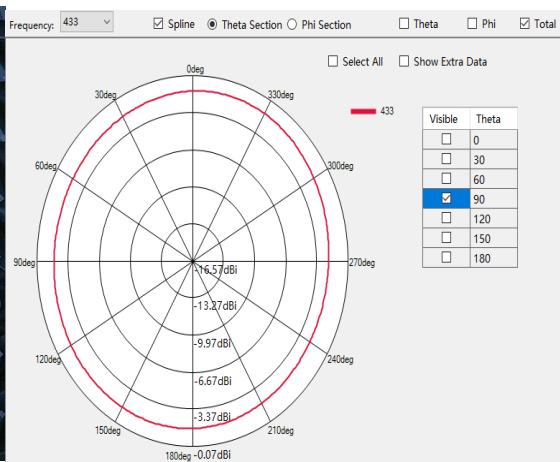 Frequency: 433 Spline Theta Section Phi Section Theta Phi Total
Select All Show Extra Data
0deg
30deg
330deg
433
Visible Theta
0
30
60
90
120
150
180
60deg
300deg
90deg
270deg
-16.57dBi
-13.27dBi
-9.97dBi
120deg
240deg
-6.67dBi
-3.37dBi
150deg
210deg
180deg -0.07dBi